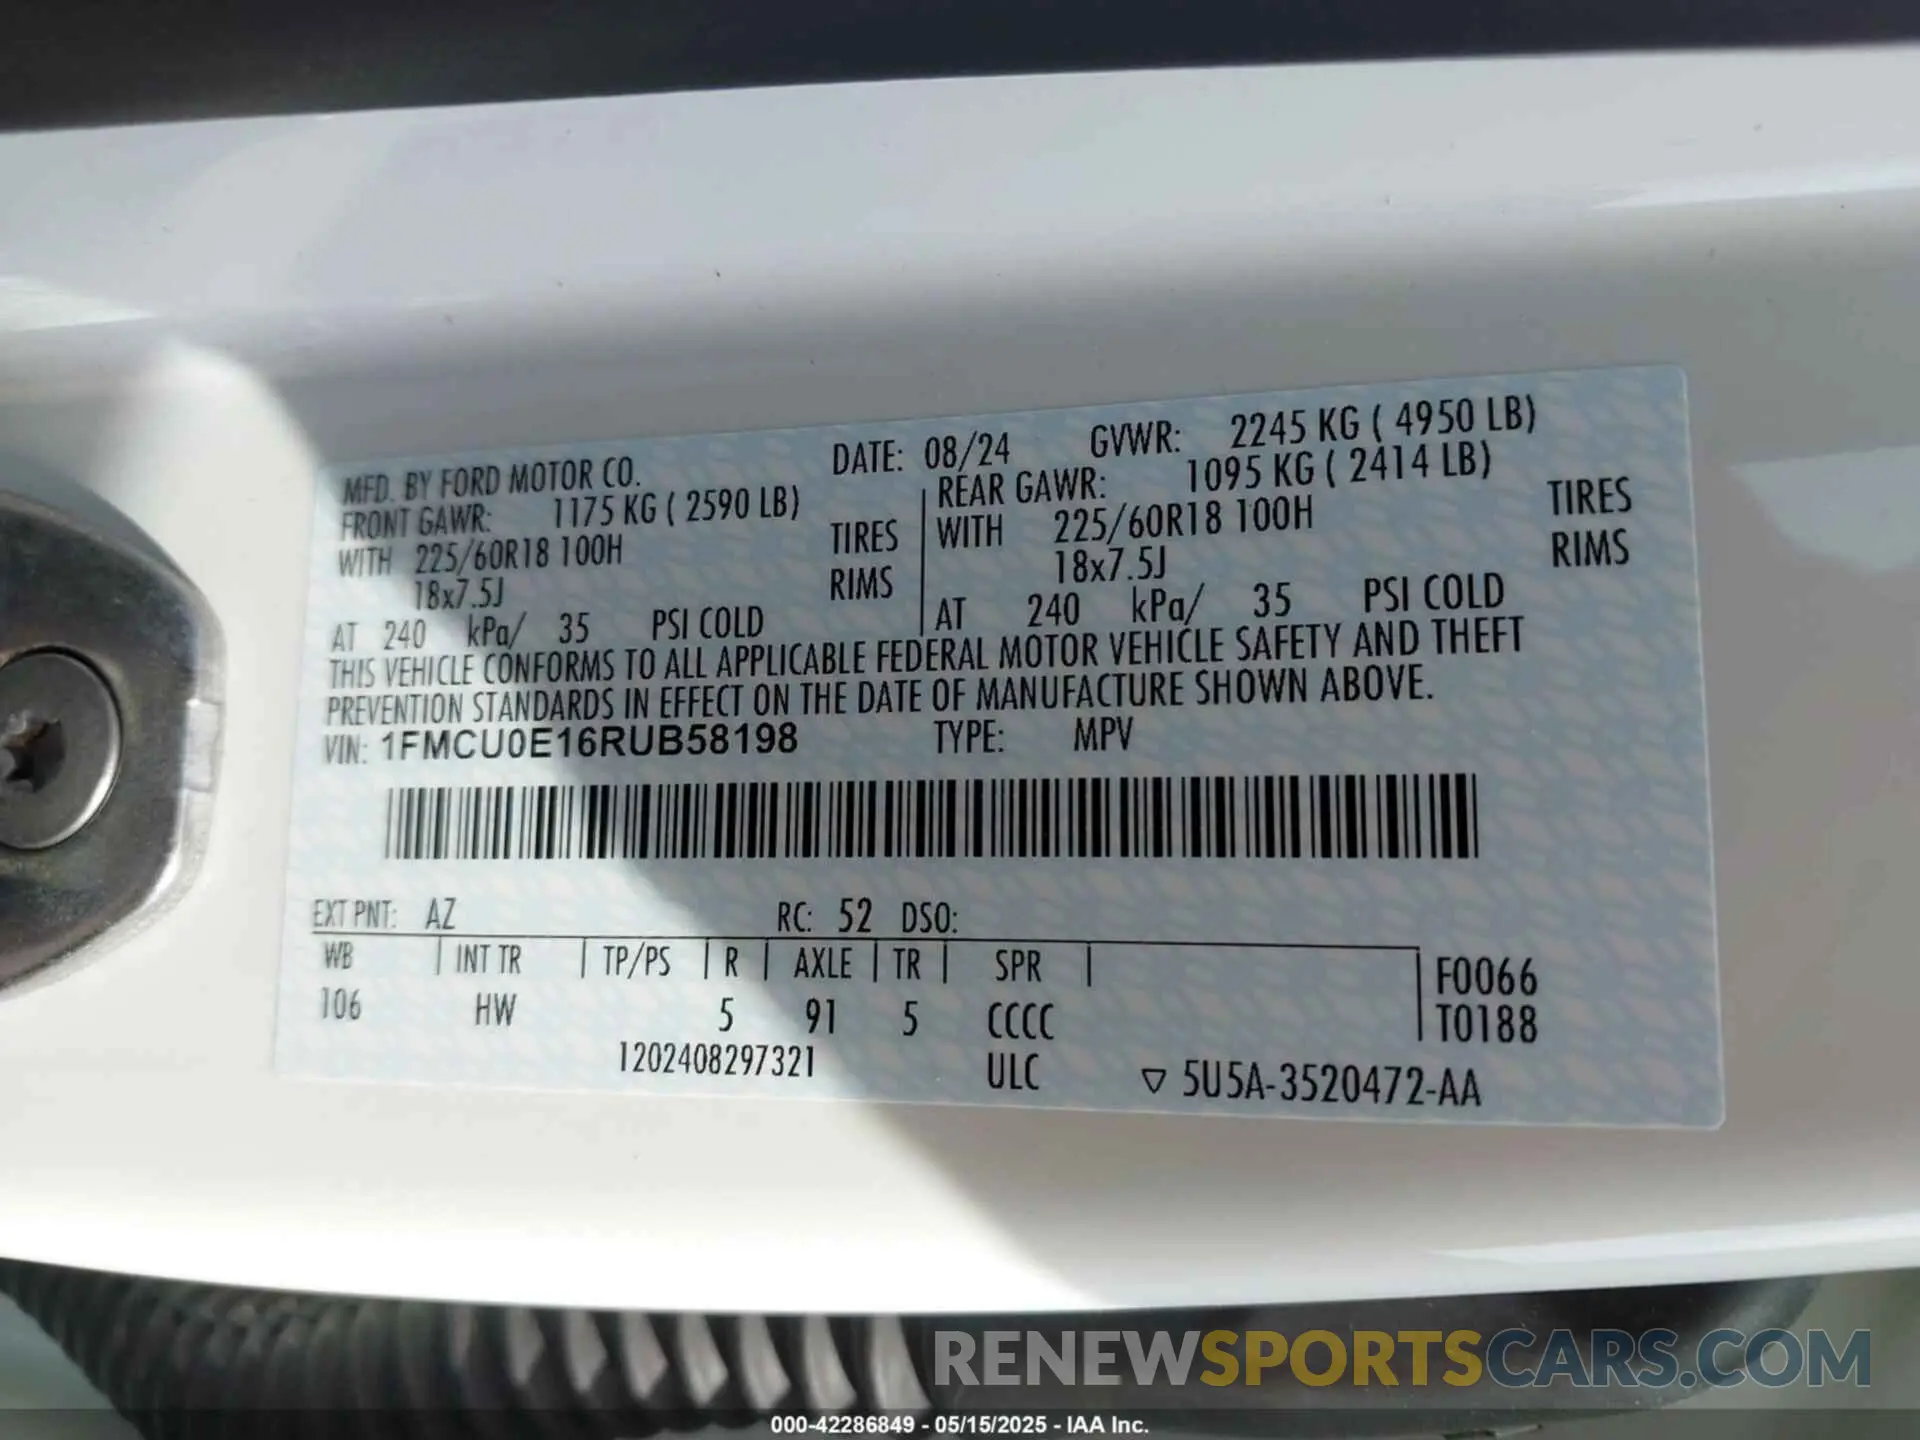 MFD. BY FORD MOTOR CO. DATE: 08/24 GVWR: 2245 KG ( 4950 LB)
FRONT GAWR: 1175 KG ( 2590 LB) REAR GAWR: 1095 KG ( 2414 LB)
WITH 225/60R18 100H TIRES WITH 225/60R18 100H TIRES
18x7.5J RIMS 18x7.5J RIMS
AT 240 kPa/ 35 PSI COLD AT 240 kPa/ 35 PSI COLD
THIS VEHICLE CONFORMS TO ALL APPLICABLE FEDERAL MOTOR VEHICLE SAFETY AND THEFT
PREVENTION STANDARDS IN EFFECT ON THE DATE OF MANUFACTURE SHOWN ABOVE.
VIN: 1FMCU0E16RUB58198 TYPE: MPV
EXT PNT: AZ RC: 52 DSO:
WB INT TR TP/PS R AXLE TR SPR F0066
106 HW 5 91 5 CCCC T0188
1202408297321 ULC ▽ 5U5A-3520472-AA
RENEWSPORTSCARS.COM
000-42286849 - 05/15/2025 - IAA Inc.